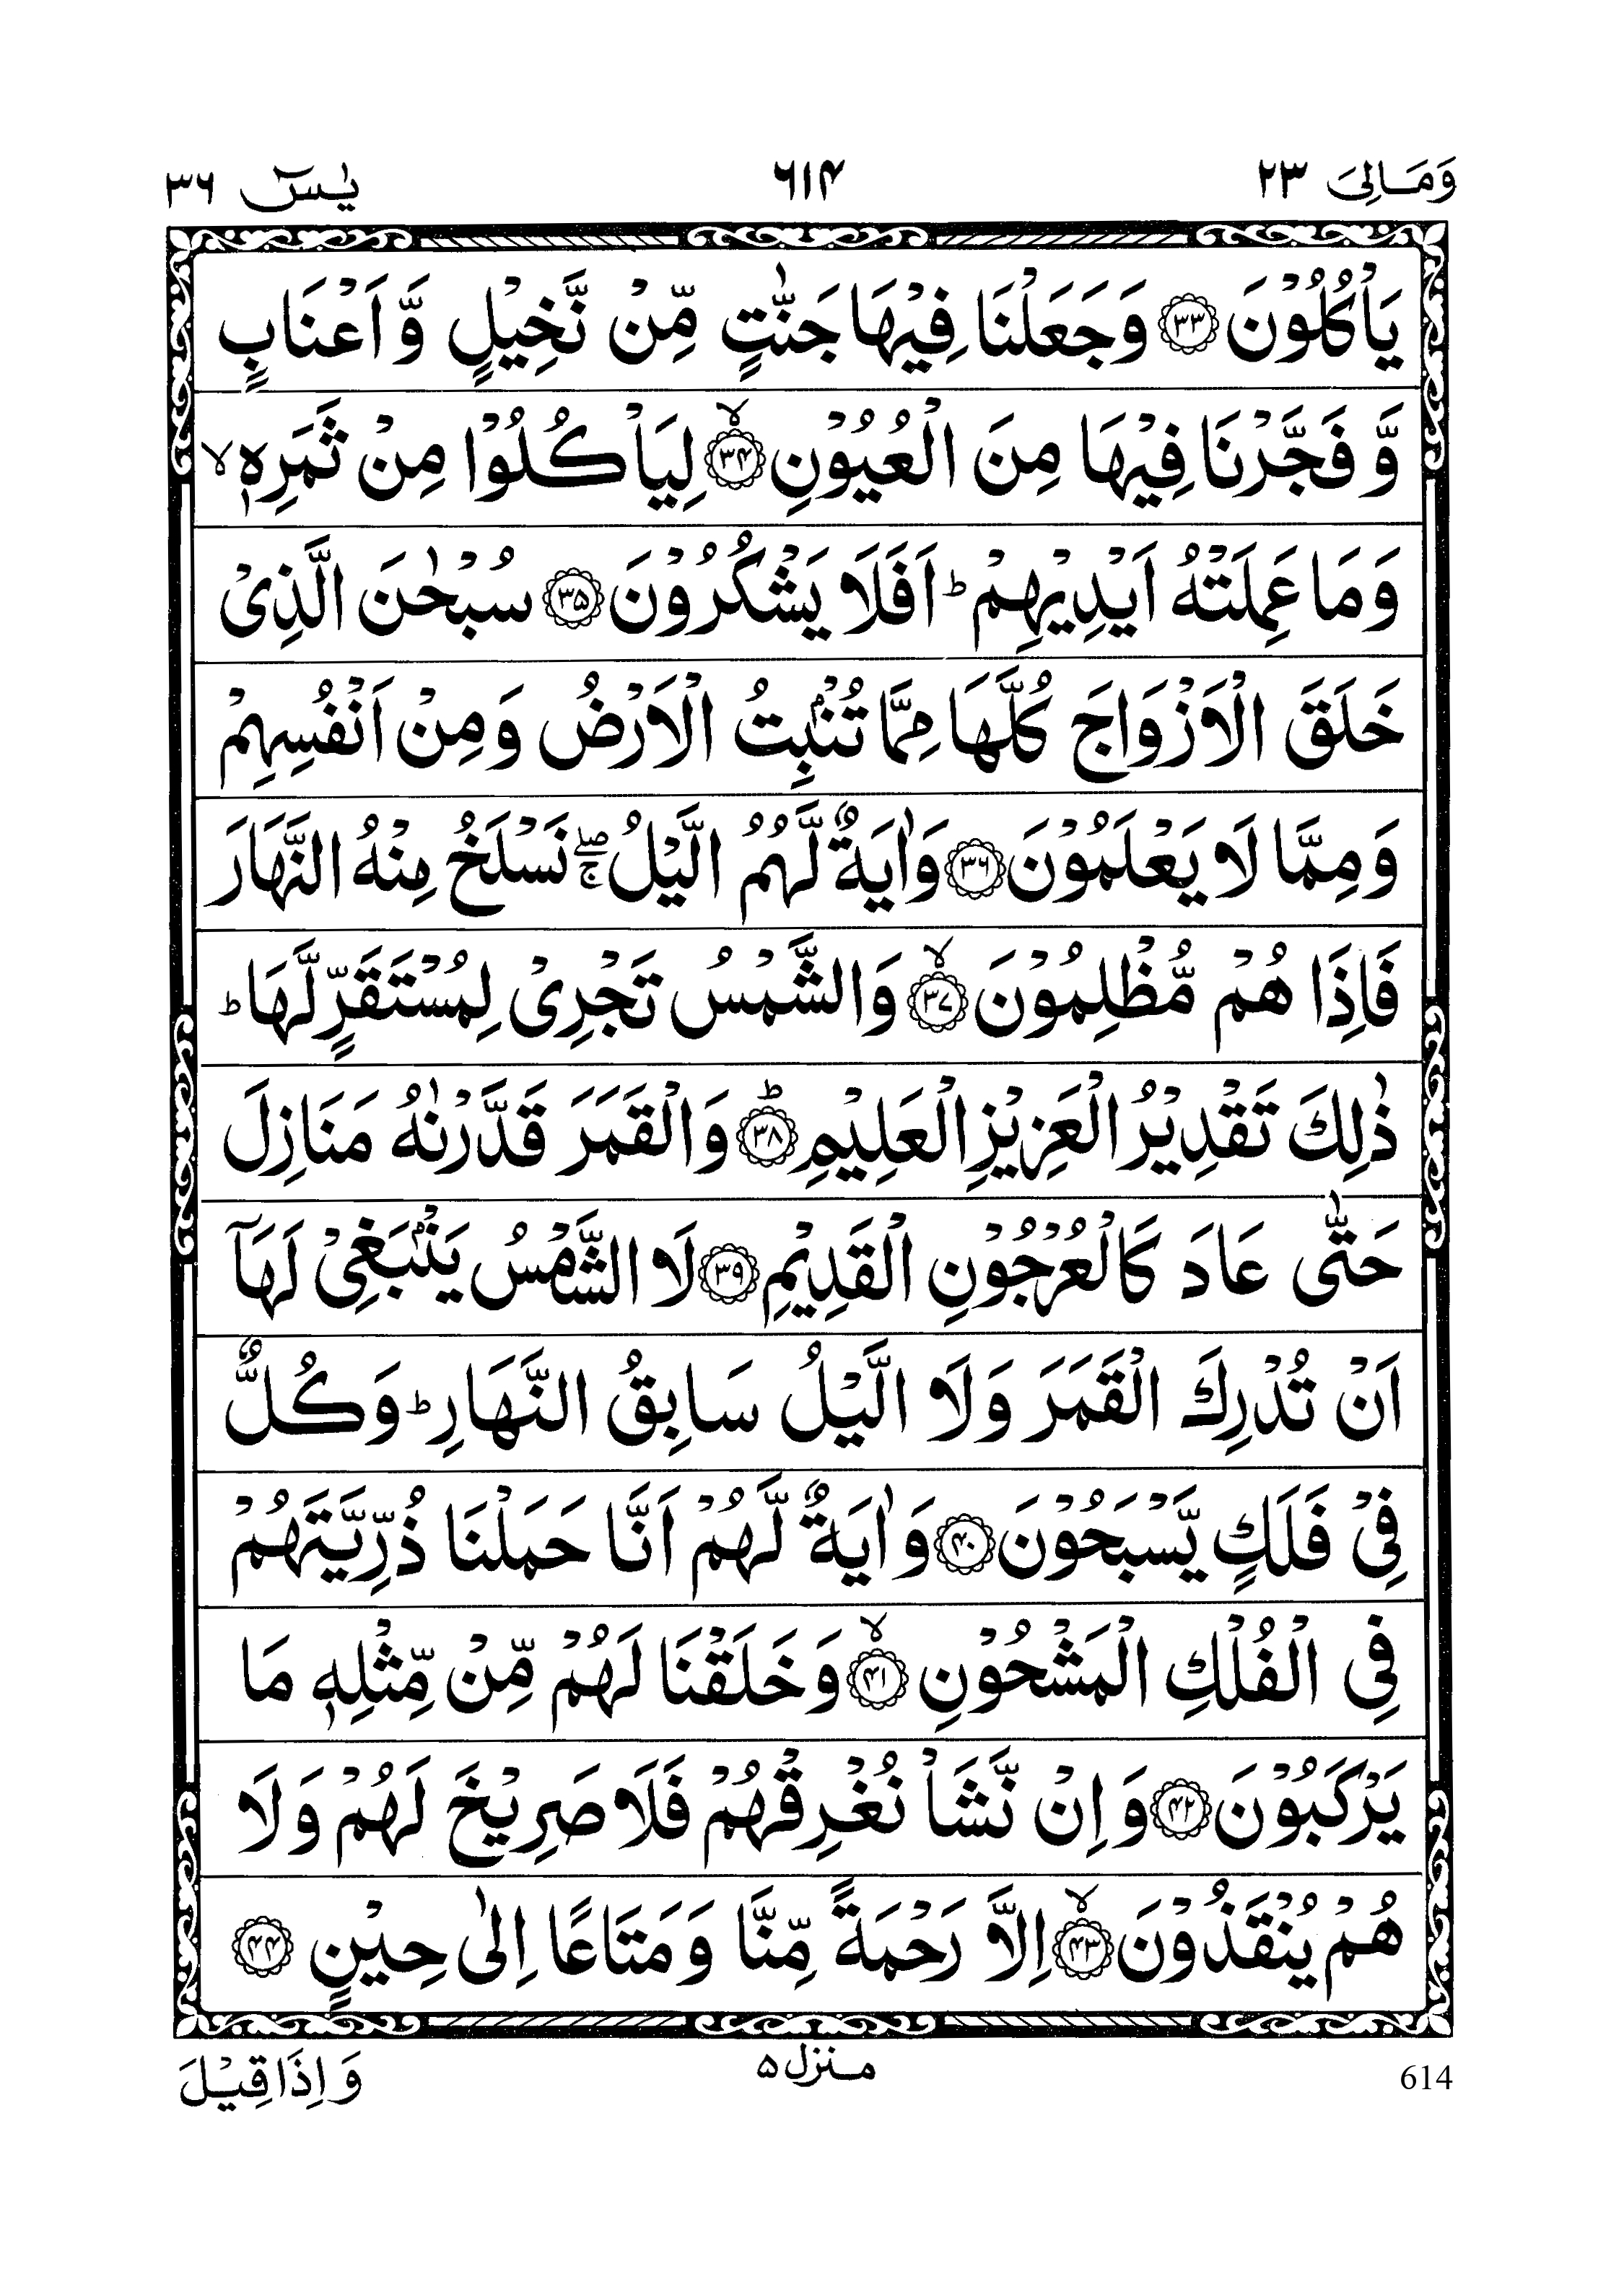 وَمَالِیَ ۲۳ ۶۱۴ یٰسٓ ۳۶
یَاْكُلُوْنَ ۳۳ وَجَعَلْنَا فِیْهَا جَنّٰتٍ مِّنْ نَّخِیْلٍ وَّ اَعْنَابٍ
وَّ فَجَّرْنَا فِیْهَا مِنَ الْعُیُوْنِ ۙ۳۴ لِیَاْكُلُوْا مِنْ ثَمَرِهٖ ۙ
وَمَا عَمِلَتْهُ اَیْدِیْهِمْ ؕ اَفَلَا یَشْكُرُوْنَ ۳۵ سُبْحٰنَ الَّذِیْ
خَلَقَ الْاَزْوَاجَ كُلَّهَا مِمَّا تُنْۢبِتُ الْاَرْضُ وَمِنْ اَنْفُسِهِمْ
وَمِمَّا لَا یَعْلَمُوْنَ ۳۶ وَاٰیَةٌ لَّهُمُ الَّیْلُ ۖۚ نَسْلَخُ مِنْهُ النَّهَارَ
فَاِذَا هُمْ مُّظْلِمُوْنَ ۙ۳۷ وَالشَّمْسُ تَجْرِیْ لِمُسْتَقَرٍّ لَّهَا ؕ
ذٰلِكَ تَقْدِیْرُ الْعَزِیْزِ الْعَلِیْمِ ؕ۳۸ وَالْقَمَرَ قَدَّرْنٰهُ مَنَازِلَ
حَتّٰی عَادَ كَالْعُرْجُوْنِ الْقَدِیْمِ ۳۹ لَا الشَّمْسُ یَنْۢبَغِیْ لَهَاۤ
اَنْ تُدْرِكَ الْقَمَرَ وَلَا الَّیْلُ سَابِقُ النَّهَارِ ؕ وَكُلٌّ
فِیْ فَلَكٍ یَّسْبَحُوْنَ ۴۰ وَاٰیَةٌ لَّهُمْ اَنَّا حَمَلْنَا ذُرِّیَّتَهُمْ
فِی الْفُلْكِ الْمَشْحُوْنِ ۙ۴۱ وَخَلَقْنَا لَهُمْ مِّنْ مِّثْلِهٖ مَا
یَرْكَبُوْنَ ۴۲ وَاِنْ نَّشَاْ نُغْرِقْهُمْ فَلَا صَرِیْخَ لَهُمْ وَلَا
هُمْ یُنْقَذُوْنَ ۙ۴۳ اِلَّا رَحْمَةً مِّنَّا وَمَتَاعًا اِلٰی حِیْنٍ ۴۴
614 منزل ۵ وَاِذَا قِیْلَ